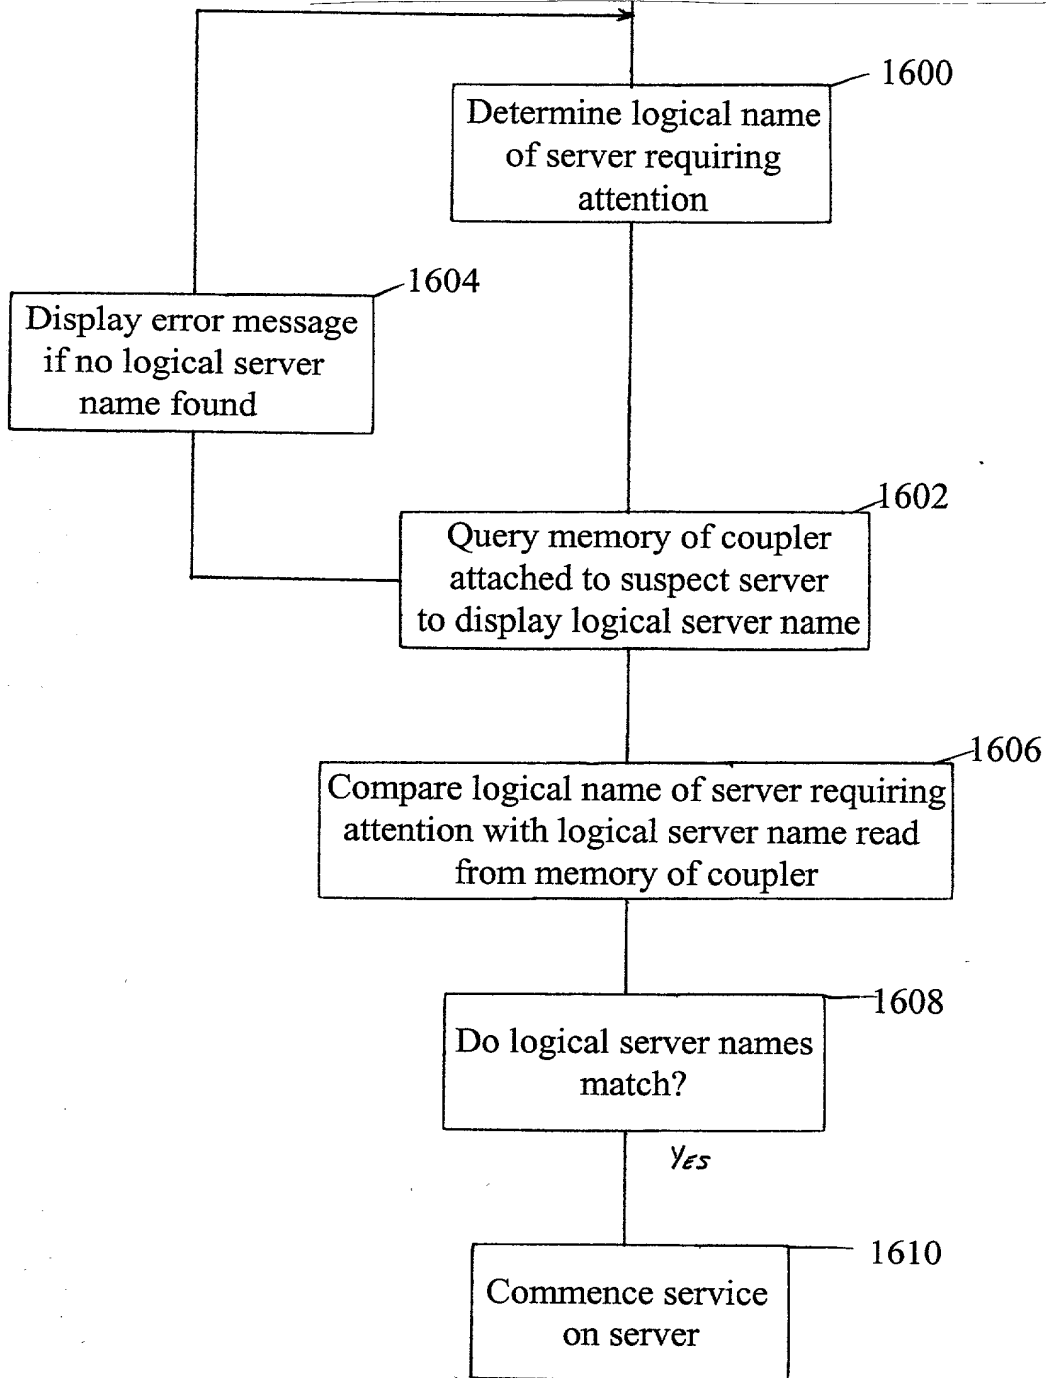 1600
Determine logical name
of server requiring
attention
1604
Display error message
if no logical server
name found
1602
Query memory of coupler
attached to suspect server
to display logical server name
1606
Compare logical name of server requiring
attention with logical server name read
from memory of coupler
1608
Do logical server names
match?
YES
1610
Commence service
on server